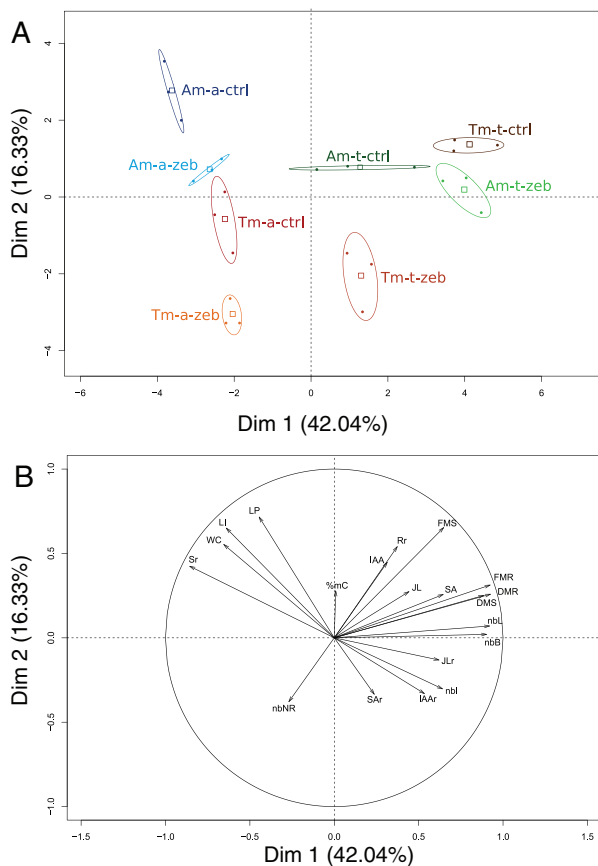 A
Dim 2 (16.33%)
4
2
0
−2
−4
Am-a-ctrl
Tm-t-ctrl
Am-a-zeb
Am-t-ctrl
Am-t-zeb
Tm-a-ctrl
Tm-t-zeb
Tm-a-zeb
−6
−4
−2
0
2
4
6
Dim 1 (42.04%)
B
Dim 2 (16.33%)
1.0
0.5
0.0
−0.5
−1.0
LP
LI
FMS
WC
Rr
Sr
IAA
%mC
JL
SA
FMR
DMR
DMS
nbL
nbB
JLr
nbI
SAr
IAAr
nbNR
−1.5
−1.0
−0.5
0.0
0.5
1.0
1.5
Dim 1 (42.04%)